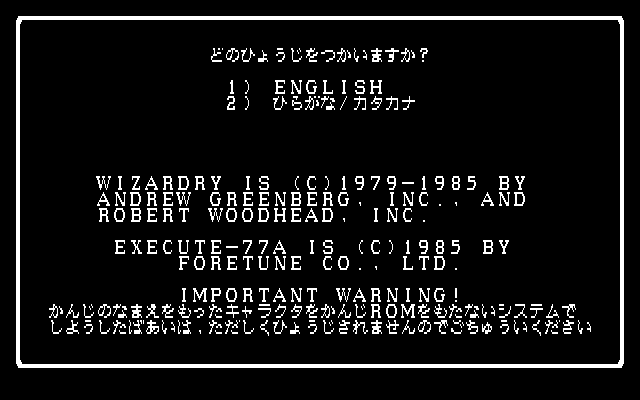 どのひょうじをつかいますか？
1） ENGLISH
2） ひらがな/カタカナ
WIZARDRY IS (C)1979-1985 BY
ANDREW GREENBERG, INC., AND
ROBERT WOODHEAD, INC.
EXECUTE-77A IS (C)1985 BY
FORETUNE CO., LTD.
IMPORTANT WARNING!
かんじのなまえをもったキャラクタをかんじROMをもたないシステムで
しようしたばあいは,ただしくひょうじされませんのでごちゅういください